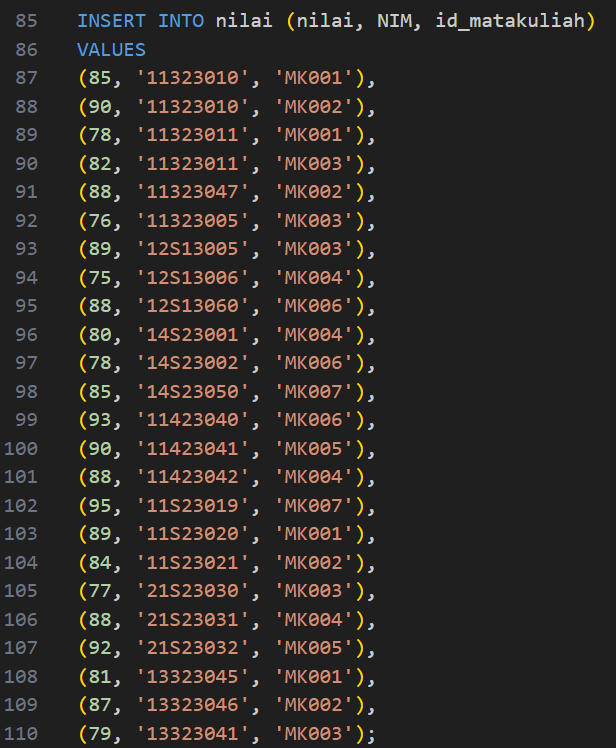 85 INSERT INTO nilai (nilai, NIM, id_matakuliah)
86 VALUES
87 (85, '11323010', 'MK001'),
88 (90, '11323010', 'MK002'),
89 (78, '11323011', 'MK001'),
90 (82, '11323011', 'MK003'),
91 (88, '11323047', 'MK002'),
92 (76, '11323005', 'MK003'),
93 (89, '12S13005', 'MK003'),
94 (75, '12S13006', 'MK004'),
95 (88, '12S13060', 'MK006'),
96 (80, '14S23001', 'MK004'),
97 (78, '14S23002', 'MK006'),
98 (85, '14S23050', 'MK007'),
99 (93, '11423040', 'MK006'),
100 (90, '11423041', 'MK005'),
101 (88, '11423042', 'MK004'),
102 (95, '11S23019', 'MK007'),
103 (89, '11S23020', 'MK001'),
104 (84, '11S23021', 'MK002'),
105 (77, '21S23030', 'MK003'),
106 (88, '21S23031', 'MK004'),
107 (92, '21S23032', 'MK005'),
108 (81, '13323045', 'MK001'),
109 (87, '13323046', 'MK002'),
110 (79, '13323041', 'MK003');